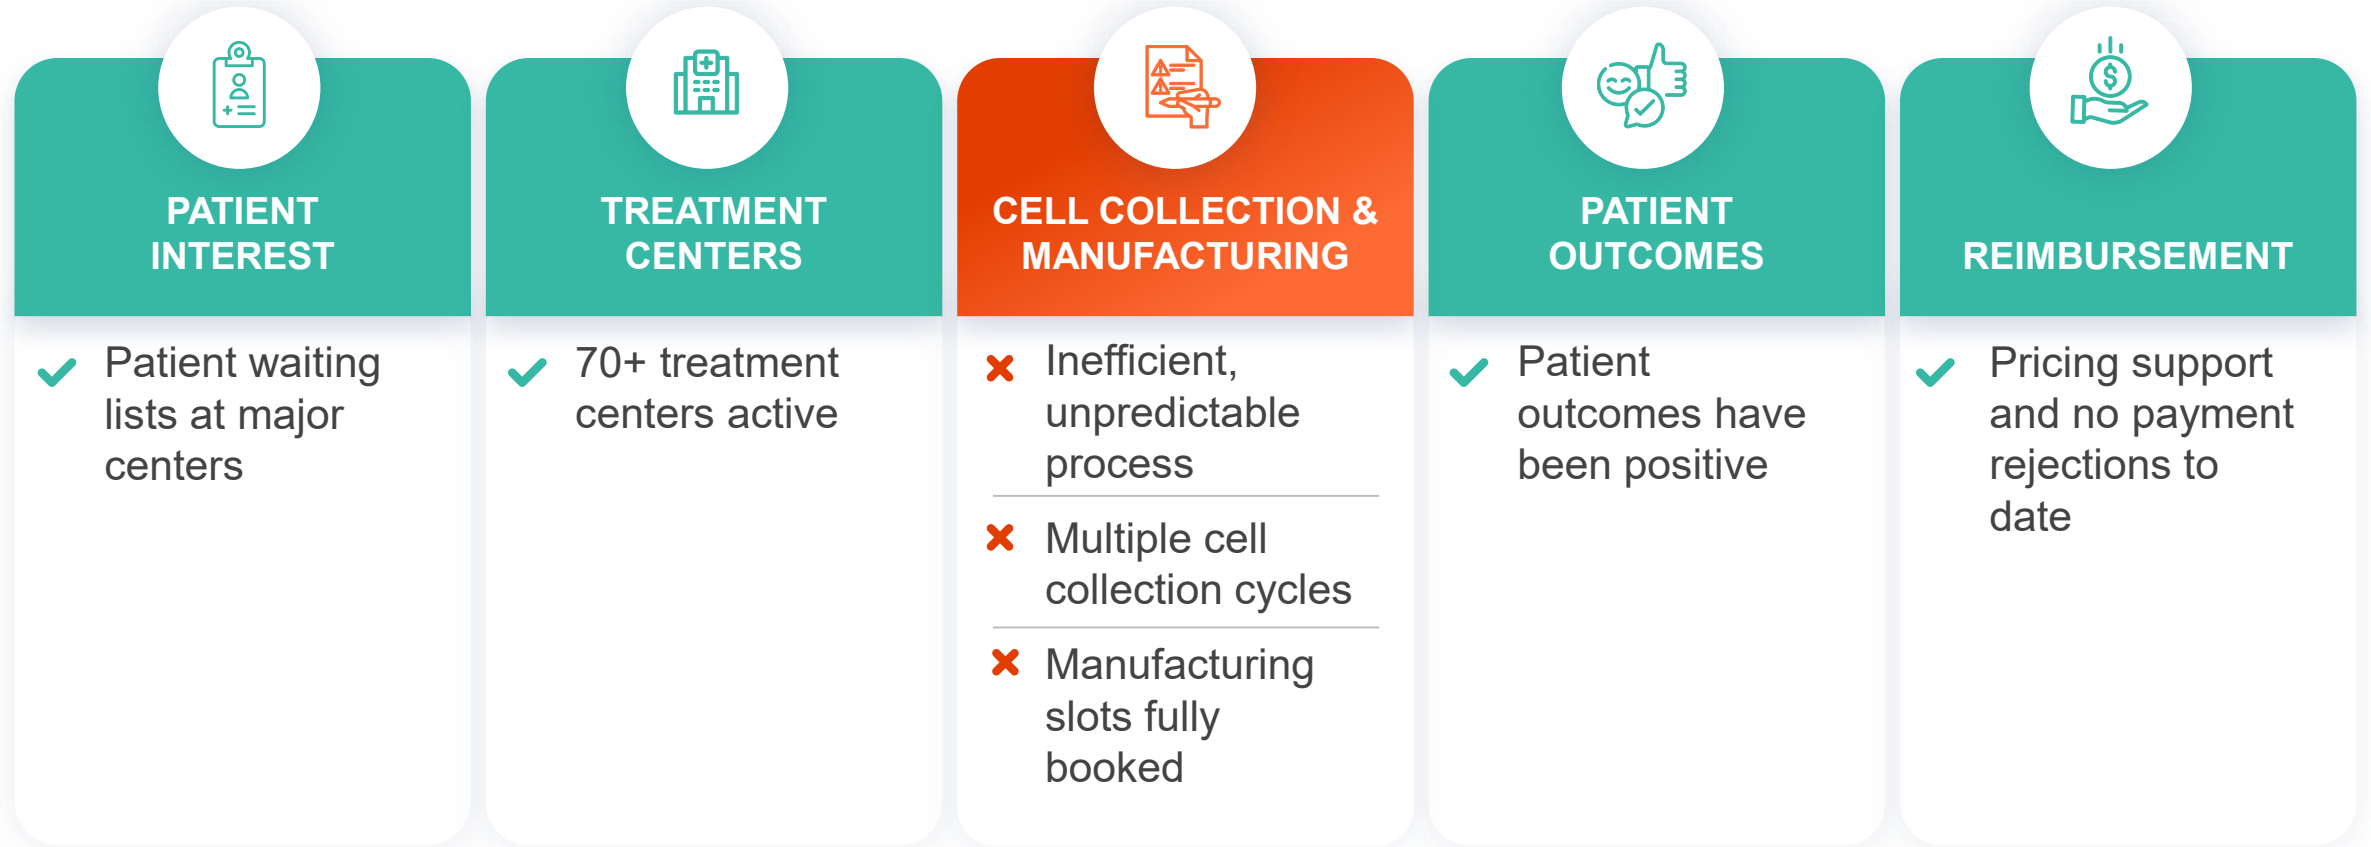 PATIENT
INTEREST
Patient waiting
lists at major
centers
TREATMENT
CENTERS
70+ treatment
centers active
CELL COLLECTION &
MANUFACTURING
Inefficient,
unpredictable
process
Multiple cell
collection cycles
Manufacturing
slots fully
booked
PATIENT
OUTCOMES
Patient
outcomes have
been positive
$
REIMBURSEMENT
Pricing support
and no payment
rejections to
date